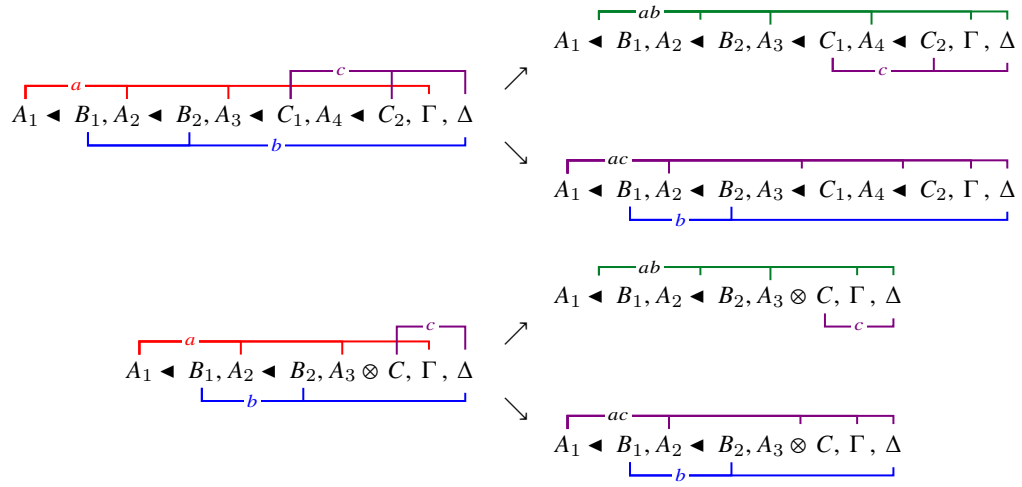 ab
A₁ ◄ B₁, A₂ ◄ B₂, A₃ ◄ C₁, A₄ ◄ C₂, Γ, Δ
c
c
a
A₁ ◄ B₁, A₂ ◄ B₂, A₃ ◄ C₁, A₄ ◄ C₂, Γ, Δ
b
ac
A₁ ◄ B₁, A₂ ◄ B₂, A₃ ◄ C₁, A₄ ◄ C₂, Γ, Δ
b
ab
A₁ ◄ B₁, A₂ ◄ B₂, A₃ ⊗ C, Γ, Δ
c
c
a
A₁ ◄ B₁, A₂ ◄ B₂, A₃ ⊗ C, Γ, Δ
b
ac
A₁ ◄ B₁, A₂ ◄ B₂, A₃ ⊗ C, Γ, Δ
b